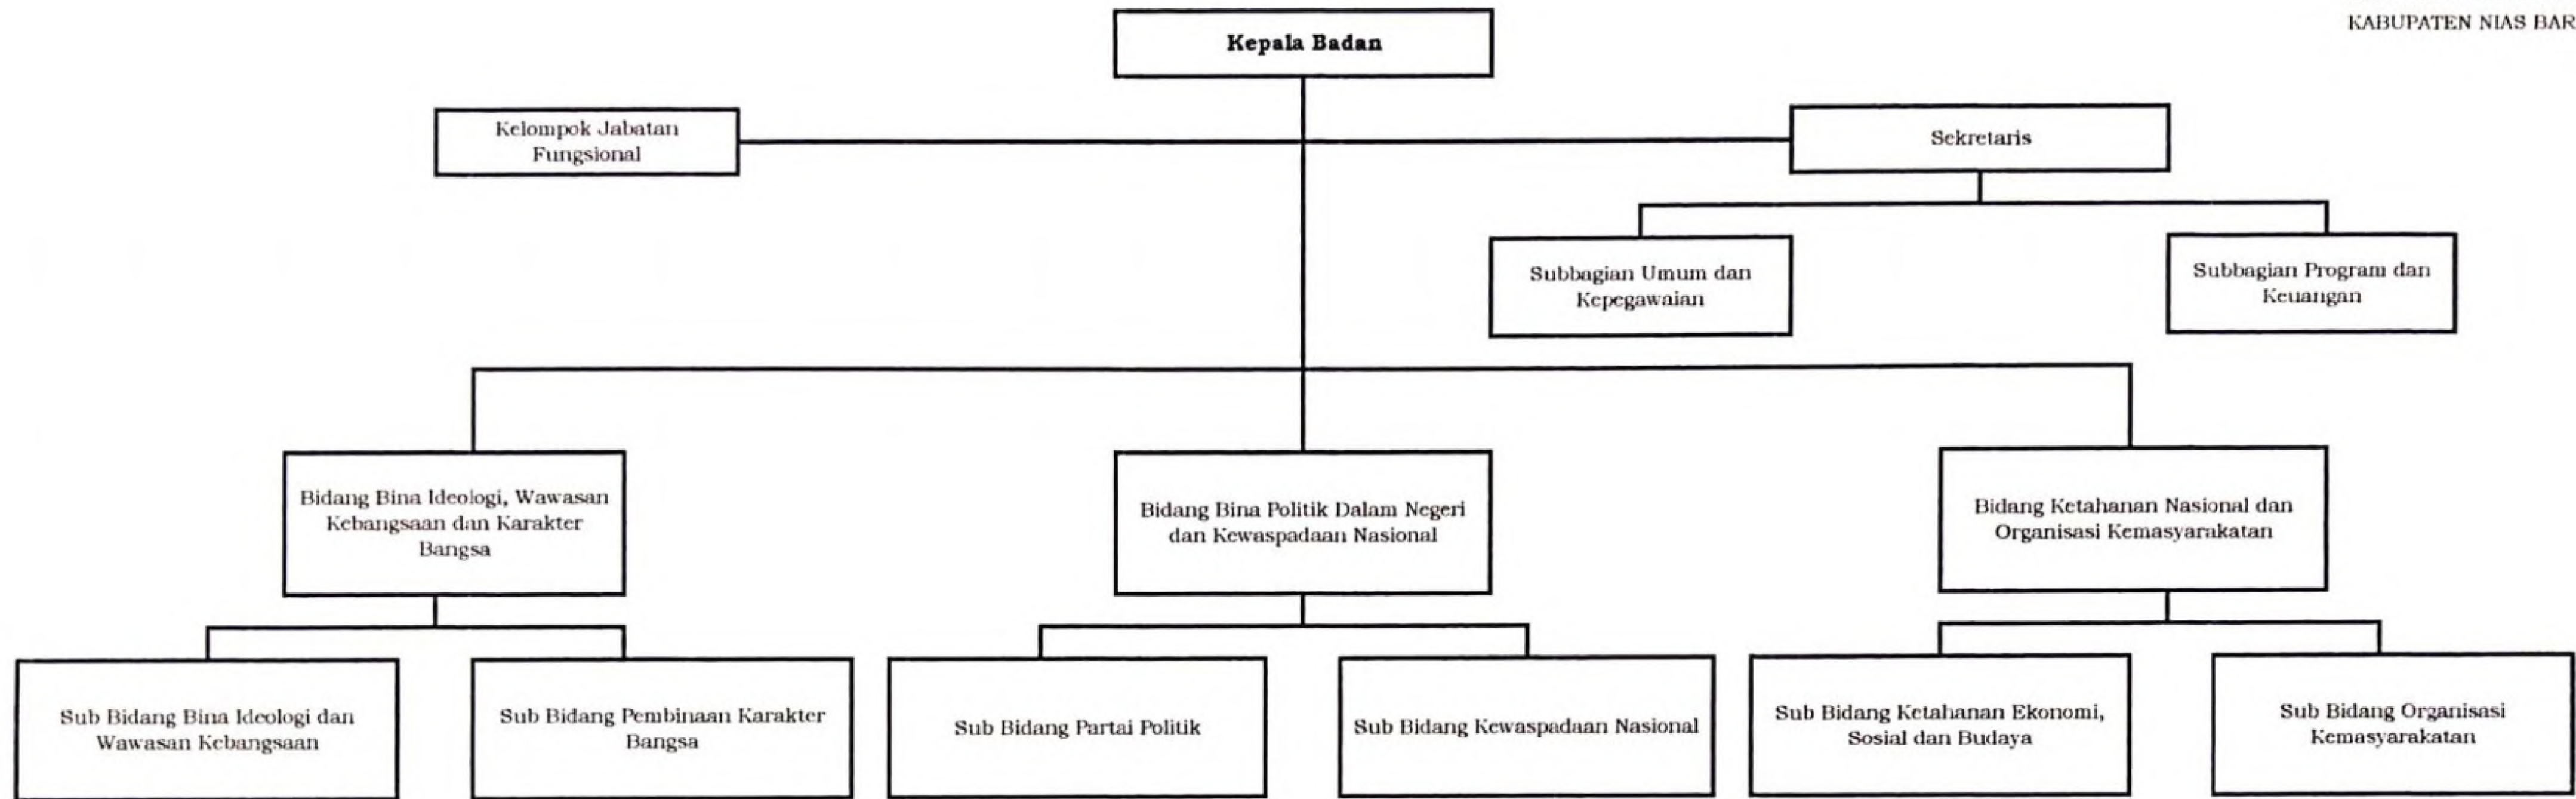 KABUPATEN NIAS BAR
Kepala Badan
Kelompok Jabatan
Fungsional
Sekretaris
Subbagian Umum dan
Kepegawaian
Subbagian Program dan
Keuangan
Bidang Bina Ideologi, Wawasan
Kebangsaan dan Karakter
Bangsa
Bidang Bina Politik Dalam Negeri
dan Kewaspadaan Nasional
Bidang Ketahanan Nasional dan
Organisasi Kemasyarakatan
Sub Bidang Bina Ideologi dan
Wawasan Kebangsaan
Sub Bidang Pembinaan Karakter
Bangsa
Sub Bidang Partai Politik
Sub Bidang Kewaspadaan Nasional
Sub Bidang Ketahanan Ekonomi,
Sosial dan Budaya
Sub Bidang Organisasi
Kemasyarakatan